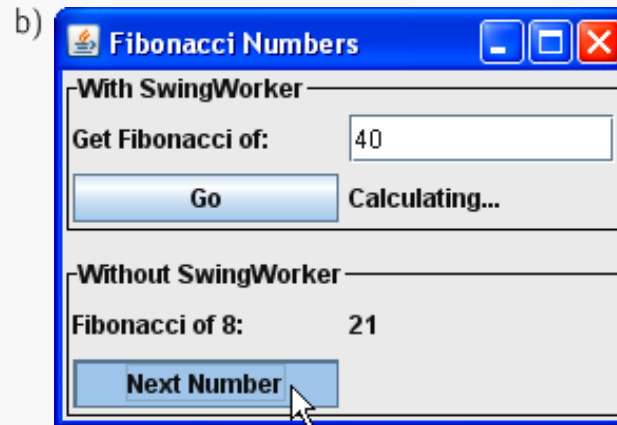 b)
Fibonacci Numbers
With SwingWorker
Get Fibonacci of: 40
Go Calculating...
Without SwingWorker
Fibonacci of 8: 21
Next Number